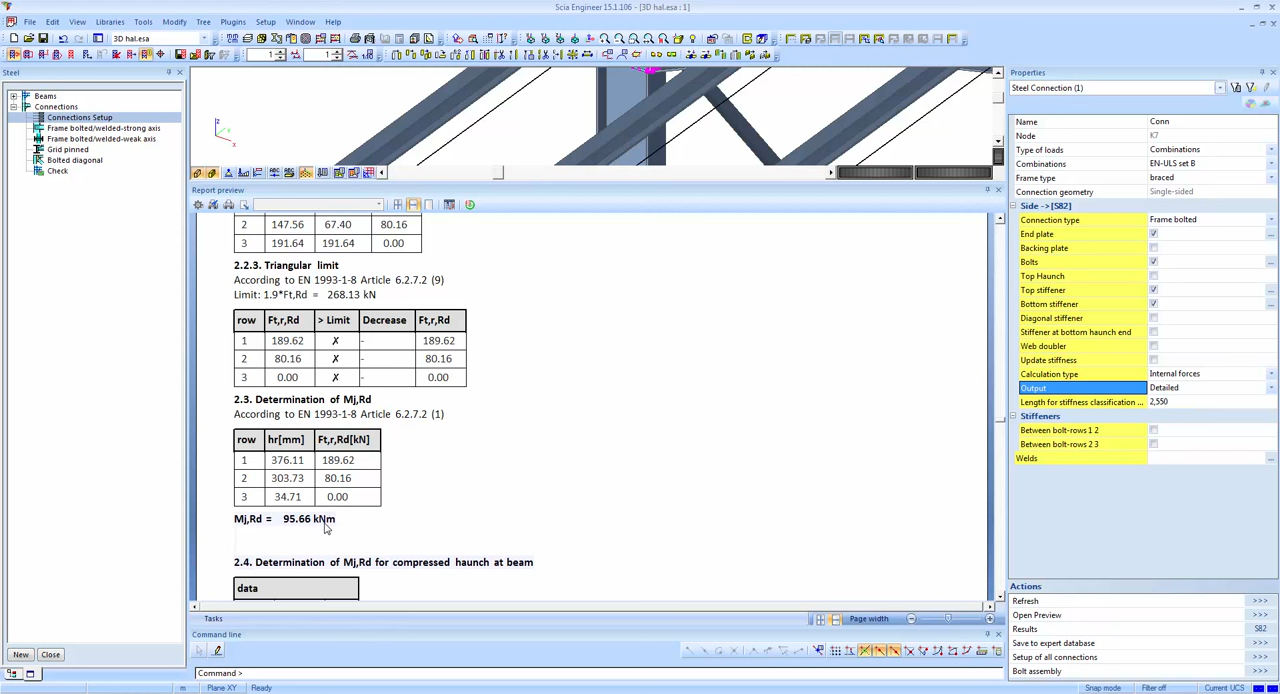 Scia Engineer 15.1.106 - [3D hal.esa : 1]
File Edit View Libraries Tools Modify Tree Plugins Setup Window Help
3D hal.esa
1
1
Steel
Beams
Connections
Connections Setup
Frame bolted/welded-strong axis
Frame bolted/welded-weak axis
Grid pinned
Bolted diagonal
Check
New
Close
z
y
x
Report preview
2 147.56 67.40 80.16
3 191.64 191.64 0.00
2.2.3. Triangular limit
According to EN 1993-1-8 Article 6.2.7.2 (9)
Limit: 1.9*Ft,Rd = 268.13 kN
row Ft,r,Rd > Limit Decrease Ft,r,Rd
1 189.62 ✗ - 189.62
2 80.16 ✗ - 80.16
3 0.00 ✗ - 0.00
2.3. Determination of Mj,Rd
According to EN 1993-1-8 Article 6.2.7.2 (1)
row hr[mm] Ft,r,Rd[kN]
1 376.11 189.62
2 303.73 80.16
3 34.71 0.00
Mj,Rd = 95.66 kNm
2.4. Determination of Mj,Rd for compressed haunch at beam
data
Tasks
Page width
Command line
Command >
Properties
Steel Connection (1)
Name Conn
Node K7
Type of loads Combinations
Combinations EN-ULS set B
Frame type braced
Connection geometry Single-sided
Side ->[S82]
Connection type Frame bolted
End plate
Backing plate
Bolts
Top Haunch
Top stiffener
Bottom stiffener
Diagonal stiffener
Stiffener at bottom haunch end
Web doubler
Update stiffness
Calculation type Internal forces
Output Detailed
Length for stiffness classification ... 2,550
Stiffeners
Between bolt-rows 1 2
Between bolt-rows 2 3
Welds
Actions
Refresh >>>
Open Preview >>>
Results S82
Save to expert database >>>
Setup of all connections >>>
Bolt assembly >>>
m Plane XY Ready Snap mode Filter off Current UCS